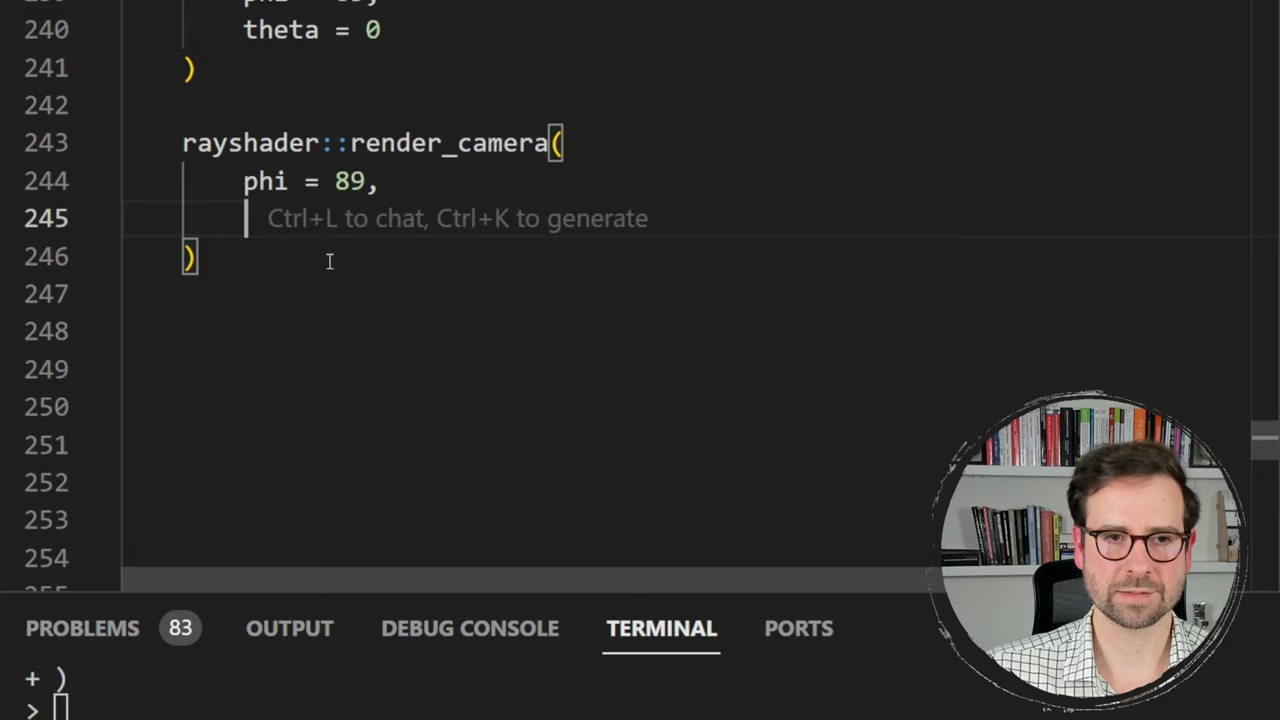 240 theta = 0
241 )
242
243 rayshader::render_camera(
244 phi = 89,
245 Ctrl+L to chat, Ctrl+K to generate
246 )
247
248
249
250
251
252
253
254
PROBLEMS 83 OUTPUT DEBUG CONSOLE TERMINAL PORTS
+ )
>